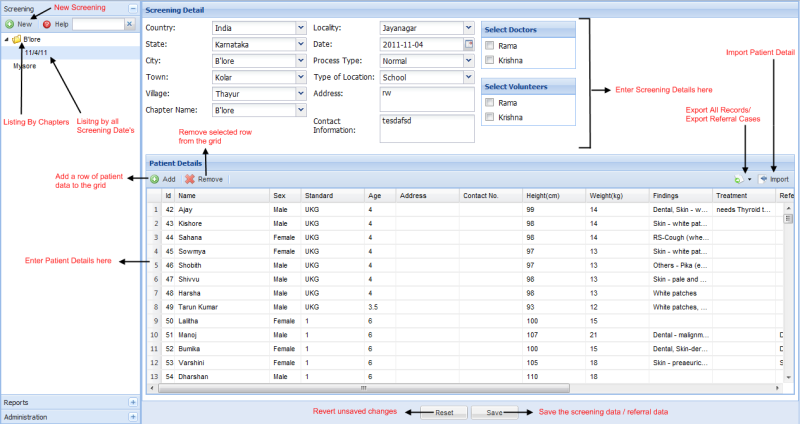 Screening
New Screening
New
Help
B'lore
11/4/11
Mysore
Listing By Chapters
Lisitng by all
Screening Date's
Screening Detail
Country: India
State: Karnataka
City: B'lore
Town: Kolar
Village: Thayur
Chapter Name: B'lore
Locality: Jayanagar
Date: 2011-11-04
Process Type: Normal
Type of Location: School
Address: rw
Contact
Information: tesdafsd
Select Doctors
Rama
Krishna
Select Volunteers
Rama
Krishna
Enter Screening Details here
Import Patient Detail
Export All Records/
Export Referral Cases
Remove selected row
from the grid
Add a row of patient
data to the grid
Enter Patient Details here
Patient Details
Add Remove Import
Id Name Sex Standard Age Address Contact No. Height(cm) Weight(kg) Findings Treatment Refe
1 42 Ajay Male UKG 4 99 14 Dental, Skin - w... needs Thyroid t...
2 43 Kishore Male UKG 4 98 14 Skin - white pat...
3 44 Sahana Female UKG 4 98 14 RS-Cough (whe...
4 45 Sowmya Female UKG 4 97 13 Skin - white pat...
5 46 Shobith Male UKG 4 97 13 Others - Pika (e...
6 47 Shivvu Male UKG 4 98 13 Skin - pale and ...
7 48 Harsha Male UKG 4 98 13 White patches
8 49 Tarun Kumar Male UKG 3.5 93 12 White patches, ...
9 50 Lalitha Female 1 6 100 15
10 51 Manoj Male 1 6 107 21 Dental - malignm... D
11 52 Bumika Female 1 6 100 15 Dental, Skin-der... D
12 53 Varshini Female 1 6 105 18 Skin - preaeuric... S
13 54 Dharshan Male 1 6 110 18
Reports
Administration
Revert unsaved changes
Reset
Save
Save the screening data / referral data